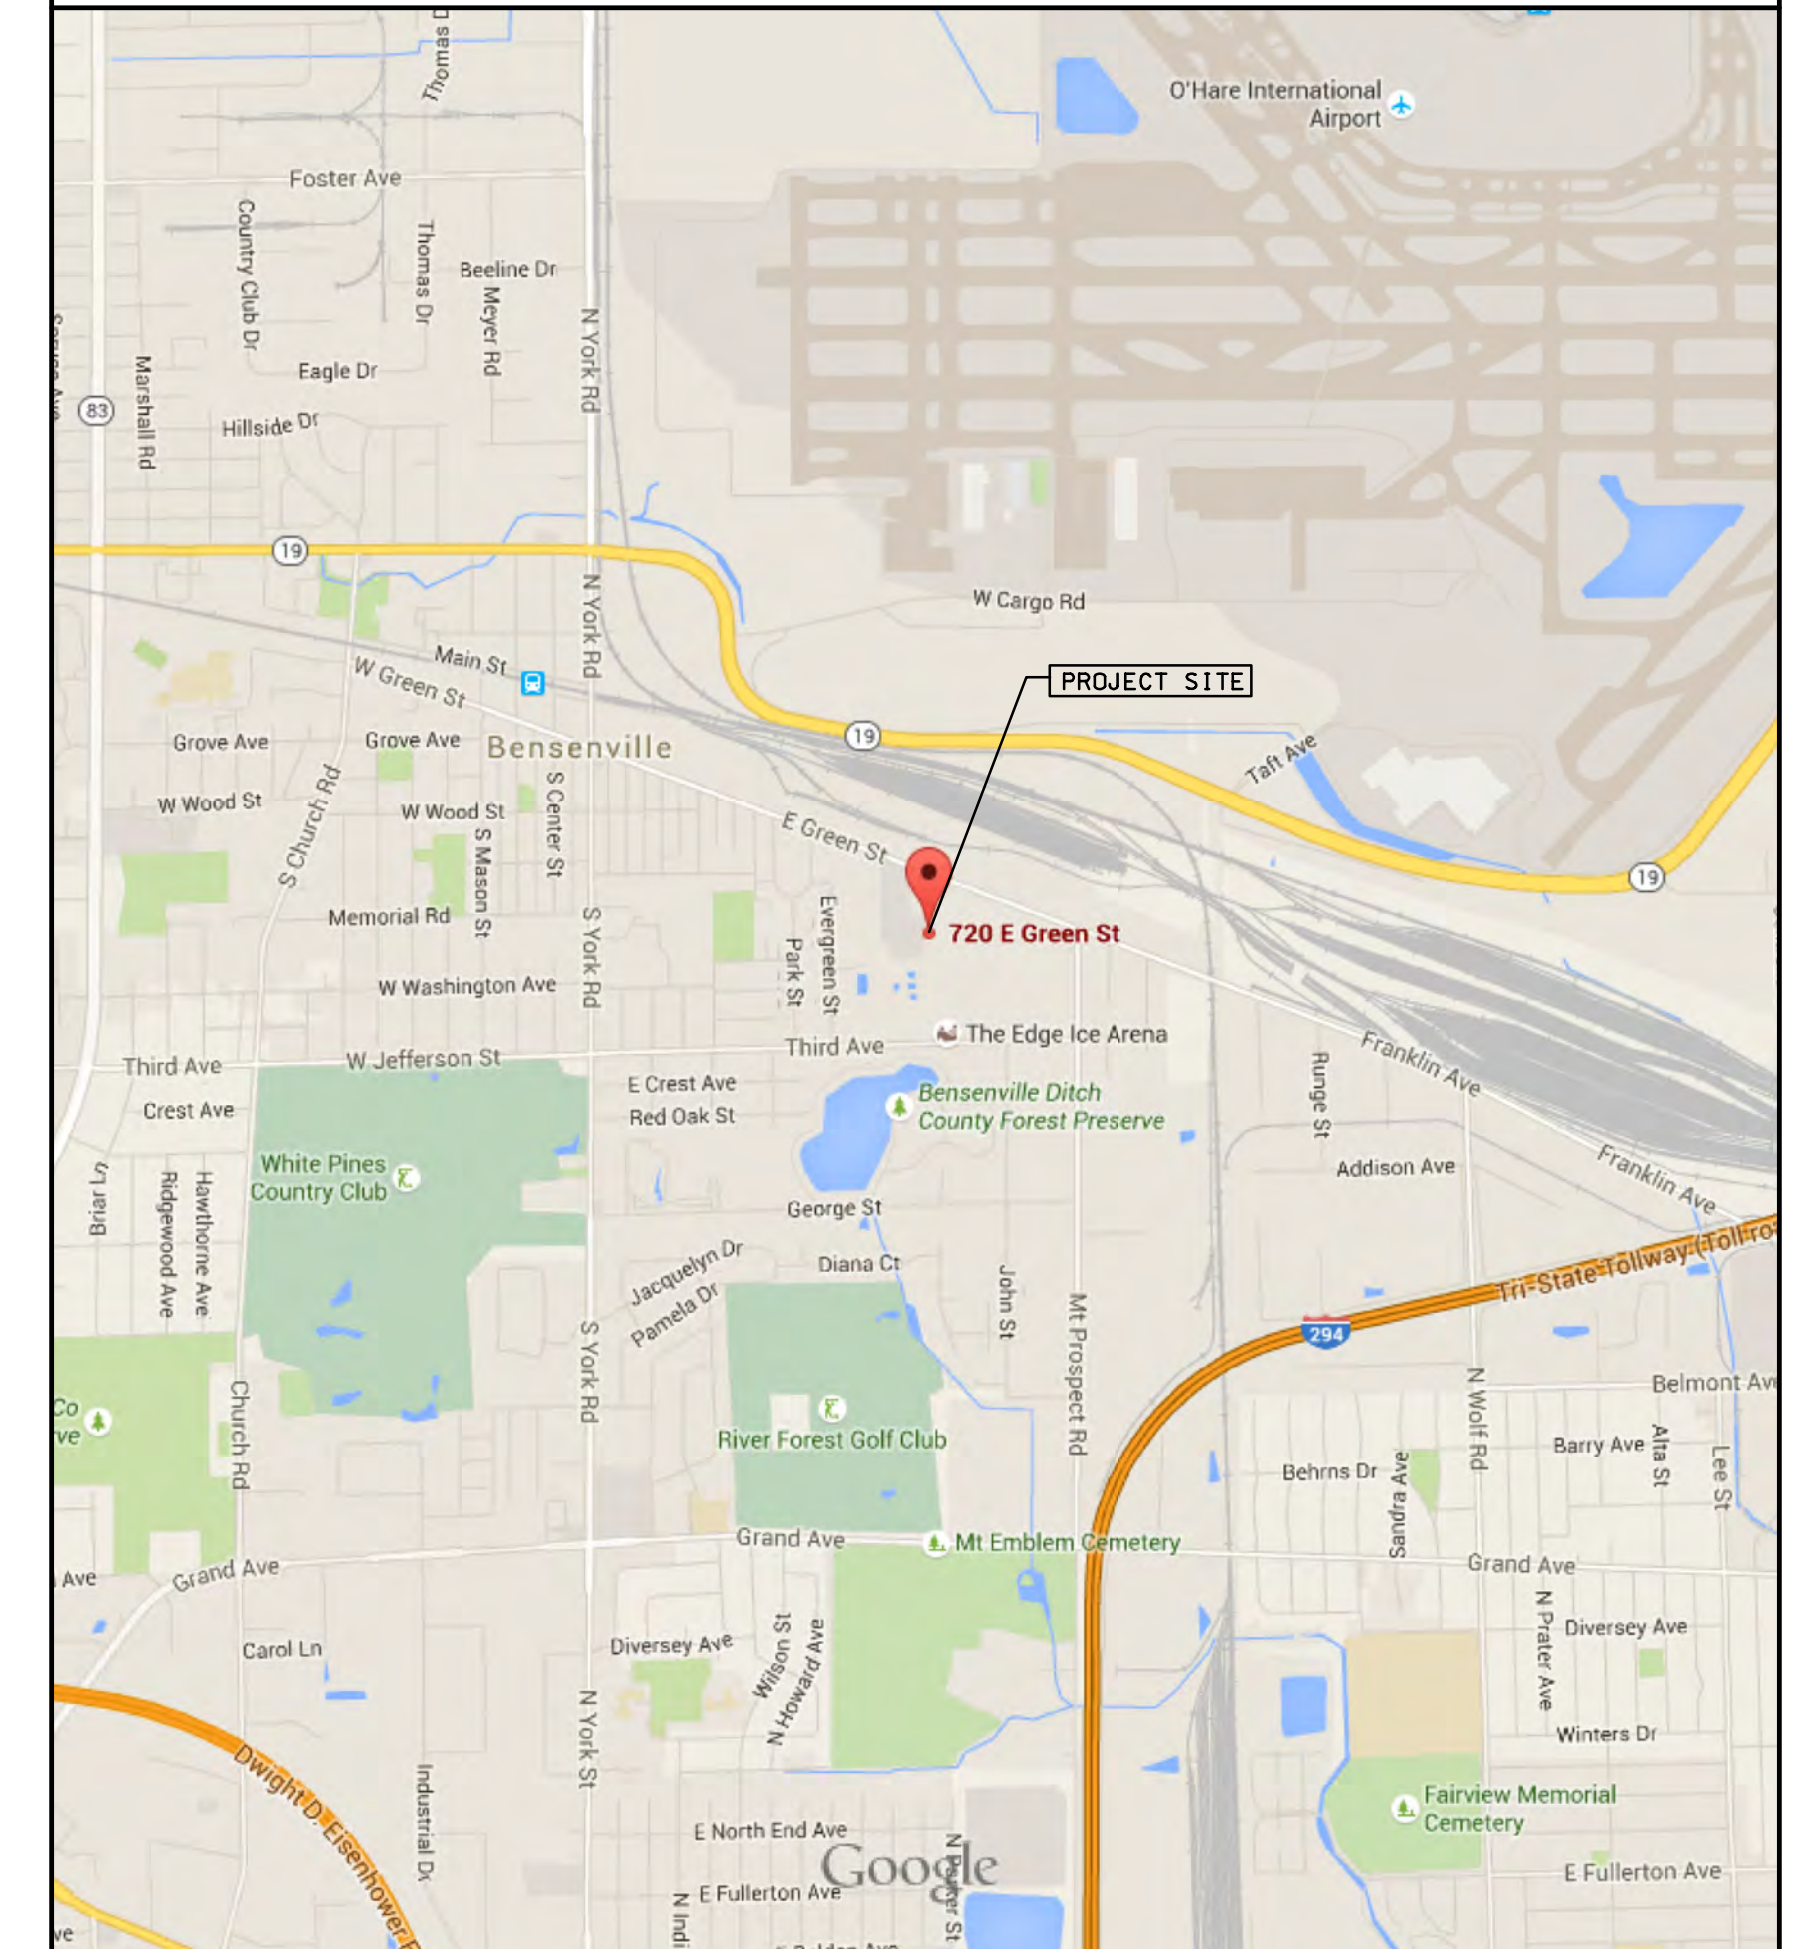 Thomas
O'Hare International
Airport
Foster Ave
Country Club Dr
Thomas Dr
Beeline Dr
Meyer Rd
N York Rd
Eagle Dr
Marshall Rd
83
Hillside Dr
19
N York Rd
W Cargo Rd
Main St
W Green St
PROJECT SITE
19
Grove Ave
Grove Ave
Bensenville
Taft Ave
S Church Rd
W Wood St
W Wood St
S Center St
S Mason St
E Green St
19
Memorial Rd
S York Rd
Evergreen St
Park St
720 E Green St
W Washington Ave
The Edge Ice Arena
Third Ave
W Jefferson St
Third Ave
Franklin Ave
Runge St
E Crest Ave
Crest Ave
Red Oak St
Bensenville Ditch
County Forest Preserve
White Pines
Country Club
Briar Ln
Ridgewood Ave
Hawthorne Ave
Addison Ave
Franklin Ave
George St
Jacquelyn Dr
Diana Ct
Pamela Dr
John St
Mt Prospect Rd
Tri-State Tollway (Toll ro
294
S York Rd
Church Rd
N Wolf Rd
Belmont Av
Co
ve
River Forest Golf Club
Barry Ave
Alta St
Lee St
Behrns Dr
Sandra Ave
Grand Ave
Mt Emblem Cemetery
Grand Ave
Grand Ave
Ave
N Prater Ave
Diversey Ave
Carol Ln
Diversey Ave
Wilson St
N Howard Ave
N York St
Winters Dr
Dwight D. Eisenhower
Industrial Dr
Fairview Memorial
Cemetery
E North End Ave
Google
E Fullerton Ave
E Fullerton Ave
N Indi
ve